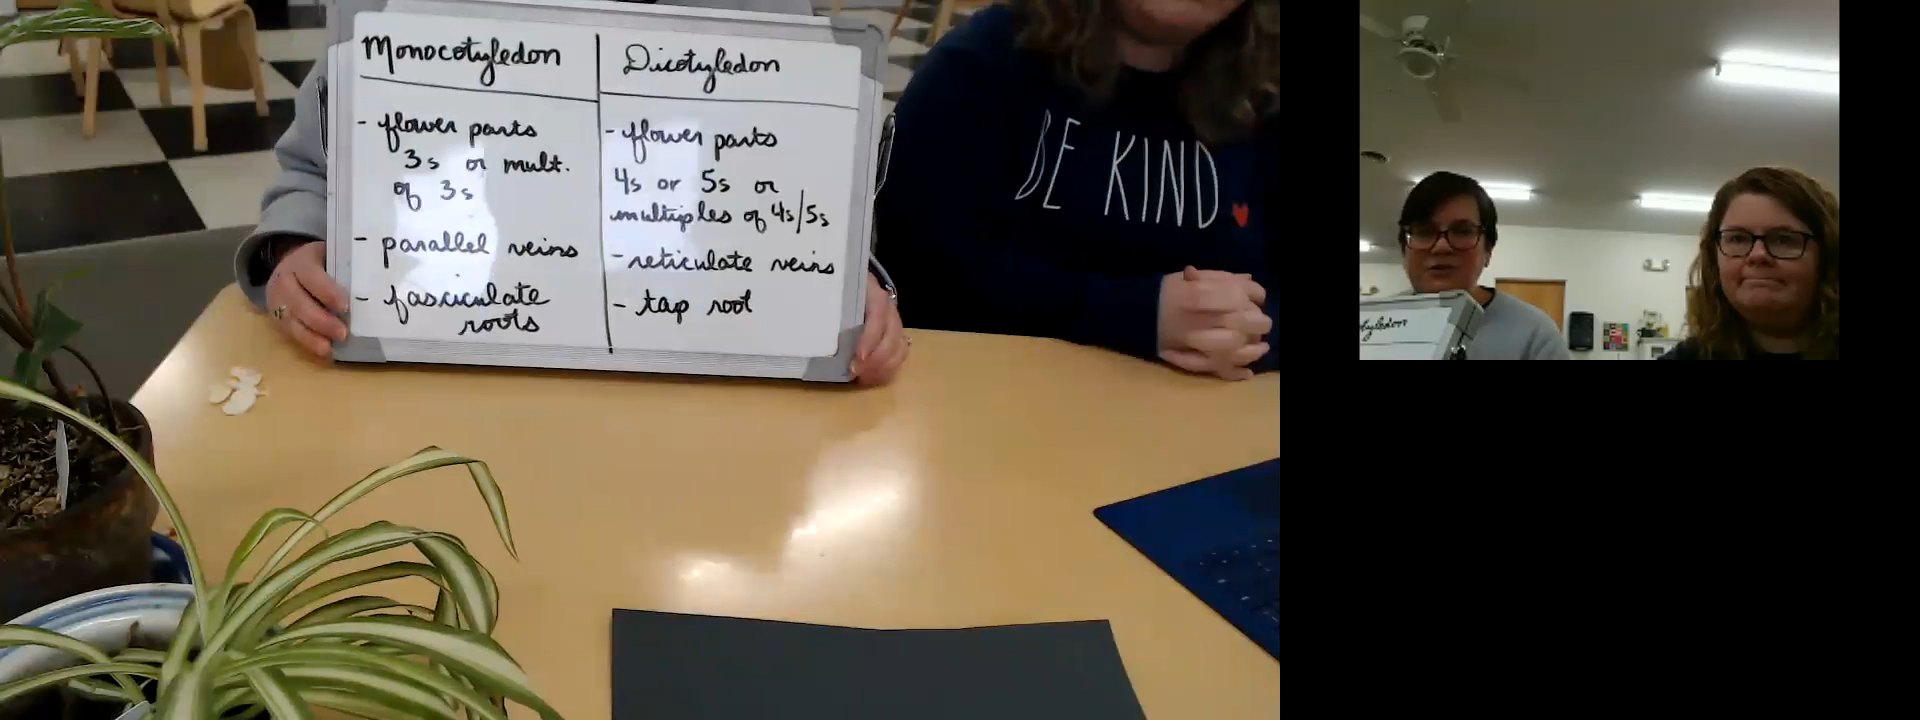 Monocotyledon
- flower parts
3s or mult.
of 3s
- parallel veins
- fasciculate
roots
Dicotyledon
- flower parts
4s or 5s or
multiples of 4s/5s
- reticulate veins
- tap root
BE KIND
tyledon